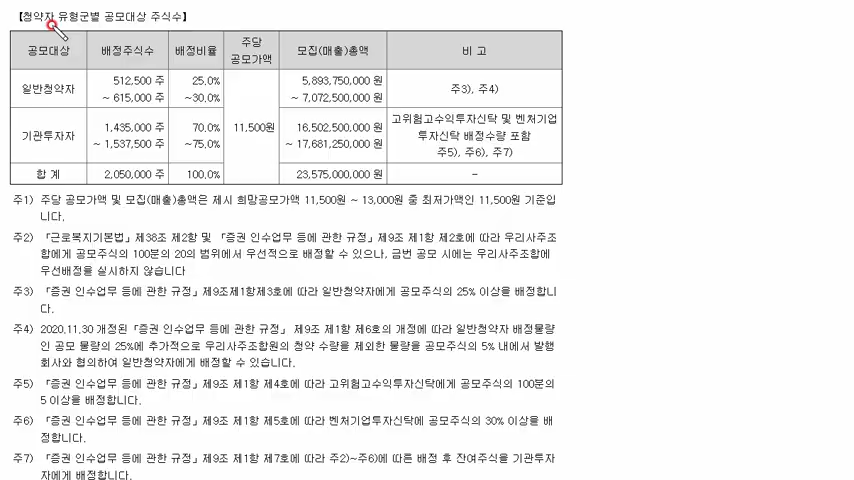 【청약자 유형군별 공모대상 주식수】
공모대상 배정주식수 배정비율 주당 공모가액 모집(매출)총액 비 고
일반청약자 512,500 주 ~ 615,000 주 25.0% ~30.0% 11,500원 5,893,750,000 원 ~ 7,072,500,000 원 주3), 주4)
기관투자자 1,435,000 주 ~ 1,537,500 주 70.0% ~75.0% 16,502,500,000 원 ~ 17,681,250,000 원 고위험고수익투자신탁 및 벤처기업 투자신탁 배정수량 포함 주5), 주6), 주7)
합 계 2,050,000 주 100.0% 23,575,000,000 원 -
주1) 주당 공모가액 및 모집(매출)총액은 제시 희망공모가액 11,500원 ~ 13,000원 중 최저가액인 11,500원 기준입
니다.
주2) 「근로복지기본법」제38조 제2항 및 「증권 인수업무 등에 관한 규정」제9조 제1항 제2호에 따라 우리사주조
합에게 공모주식의 100분의 20의 범위에서 우선적으로 배정할 수 있으나, 금번 공모 시에는 우리사주조합에
우선배정을 실시하지 않습니다
주3) 「증권 인수업무 등에 관한 규정」제9조제1항제3호에 따라 일반청약자에게 공모주식의 25% 이상을 배정합니
다.
주4) 2020.11.30 개정된「증권 인수업무 등에 관한 규정」 제9조 제1항 제6호의 개정에 따라 일반청약자 배정물량
인 공모 물량의 25%에 추가적으로 우리사주조합원의 청약 수량을 제외한 물량을 공모주식의 5% 내에서 발행
회사와 협의하여 일반청약자에게 배정할 수 있습니다.
주5) 「증권 인수업무 등에 관한 규정」제9조 제1항 제4호에 따라 고위험고수익투자신탁에게 공모주식의 100분의
5 이상을 배정합니다.
주6) 「증권 인수업무 등에 관한 규정」제9조 제1항 제5호에 따라 벤처기업투자신탁에 공모주식의 30% 이상을 배
정합니다.
주7) 「증권 인수업무 등에 관한 규정」제9조 제1항 제7호에 따라 주2)~주6)에 따른 배정 후 잔여주식을 기관투자
자에게 배정합니다.